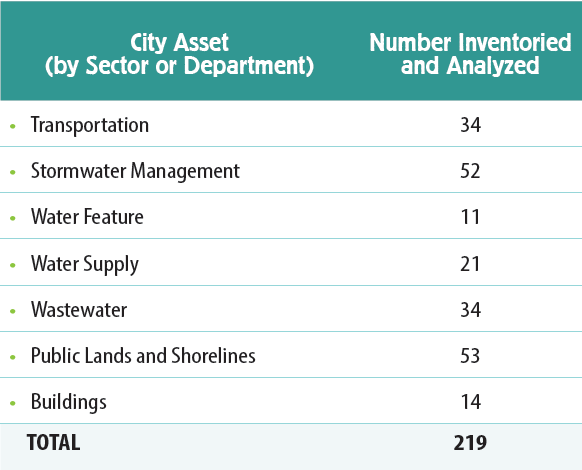 City Asset Number Inventoried
(by Sector or Department) and Analyzed
• Transportation 34
• Stormwater Management 52
• Water Feature 11
• Water Supply 21
• Wastewater 34
• Public Lands and Shorelines 53
• Buildings 14
TOTAL 219